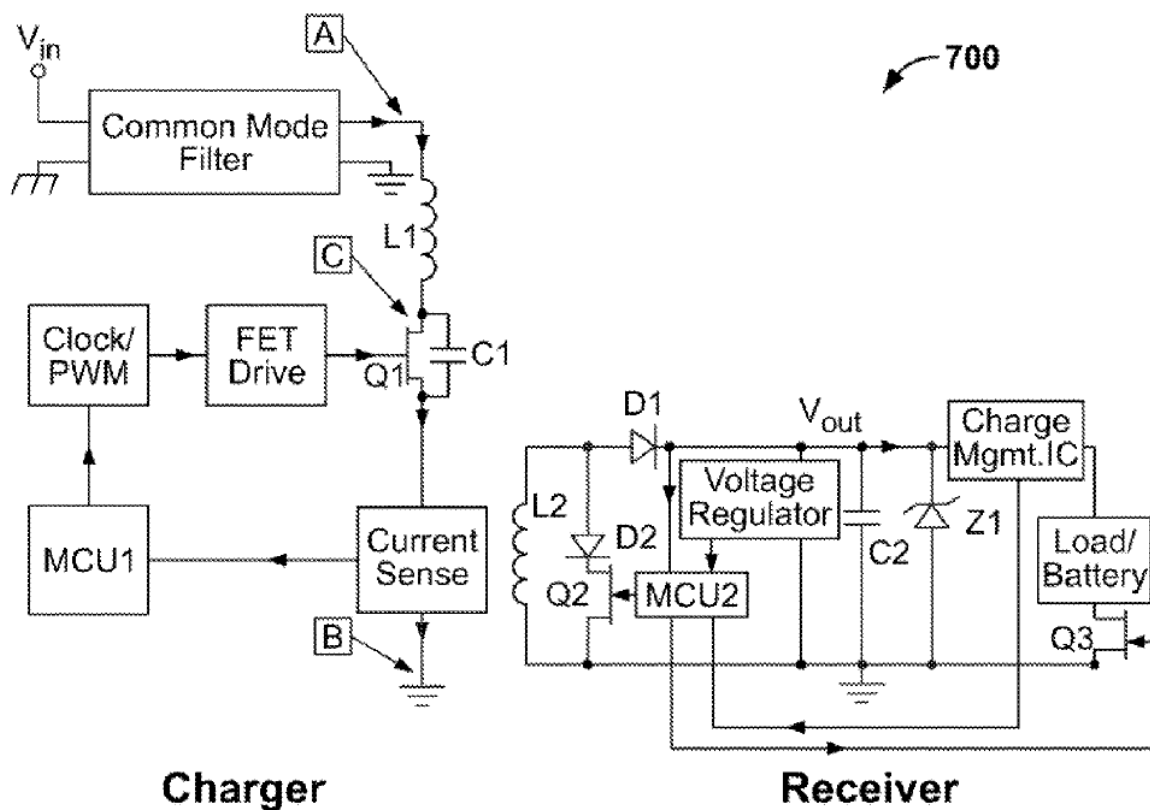 A
V_in
700
Common Mode
Filter
L1
C
Clock/
PWM
FET
Drive
Q1
C1
D1
V_out
Charge
Mgmt.IC
Voltage
Regulator
L2
D2
C2
Z1
MCU1
Current
Sense
Q2
MCU2
Load/
Battery
Q3
B
Charger
Receiver